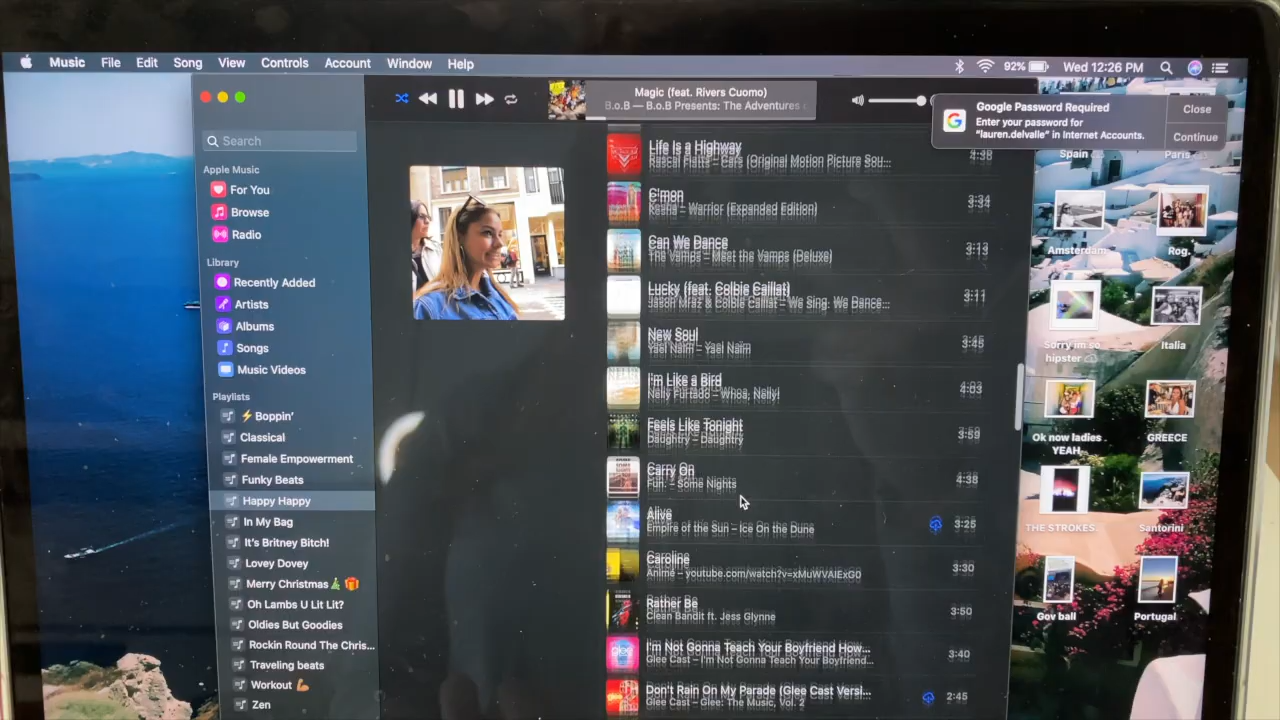 Music File Edit Song View Controls Account Window Help 92% Wed 12:26 PM
Magic (feat. Rivers Cuomo)
B.o.B — B.o.B Presents: The Adventures
Google Password Required
Enter your password for
"lauren.delvalle" in Internet Accounts.
Close
Continue
Search
Apple Music
For You
Browse
Radio
Library
Recently Added
Artists
Albums
Songs
Music Videos
Playlists
⚡Boppin'
Classical
Female Empowerment
Funky Beats
Happy Happy
In My Bag
It's Britney Bitch!
Lovey Dovey
Merry Christmas🎄🎁
Oh Lambs U Lit Lit?
Oldies But Goodies
Rockin Round The Chris...
Traveling beats
Workout 💪
Zen
Life Is a Highway 4:36
Rascal Flatts – Cars (Original Motion Picture Sou...
C'mon 3:34
Kesha – Warrior (Expanded Edition)
Can We Dance 3:13
The Vamps – Meet the Vamps (Deluxe)
Lucky (feat. Colbie Caillat) 3:11
Jason Mraz & Colbie Caillat – We Sing. We Dance...
New Soul 3:45
Yael Naim – Yael Naim
I'm Like a Bird 4:03
Nelly Furtado – Whoa, Nelly!
Feels Like Tonight 3:59
Daughtry – Daughtry
Carry On 4:38
Fun. – Some Nights
Alive 3:25
Empire of the Sun – Ice On the Dune
Caroline 3:30
Aminé – youtube.com/watch?v=xMuWVAIExG0
Rather Be 3:50
Clean Bandit ft. Jess Glynne
I'm Not Gonna Teach Your Boyfriend How... 3:40
Glee Cast – I'm Not Gonna Teach Your Boyfriend...
Don't Rain On My Parade (Glee Cast Versi... 2:45
Glee Cast – Glee: The Music, Vol. 2
Spain
Paris
Amsterdam
Rog.
Sorry im so
hipster
Italia
Ok now ladies
YEAH
GREECE
THE STROKES.
Santorini
Gov ball
Portugal